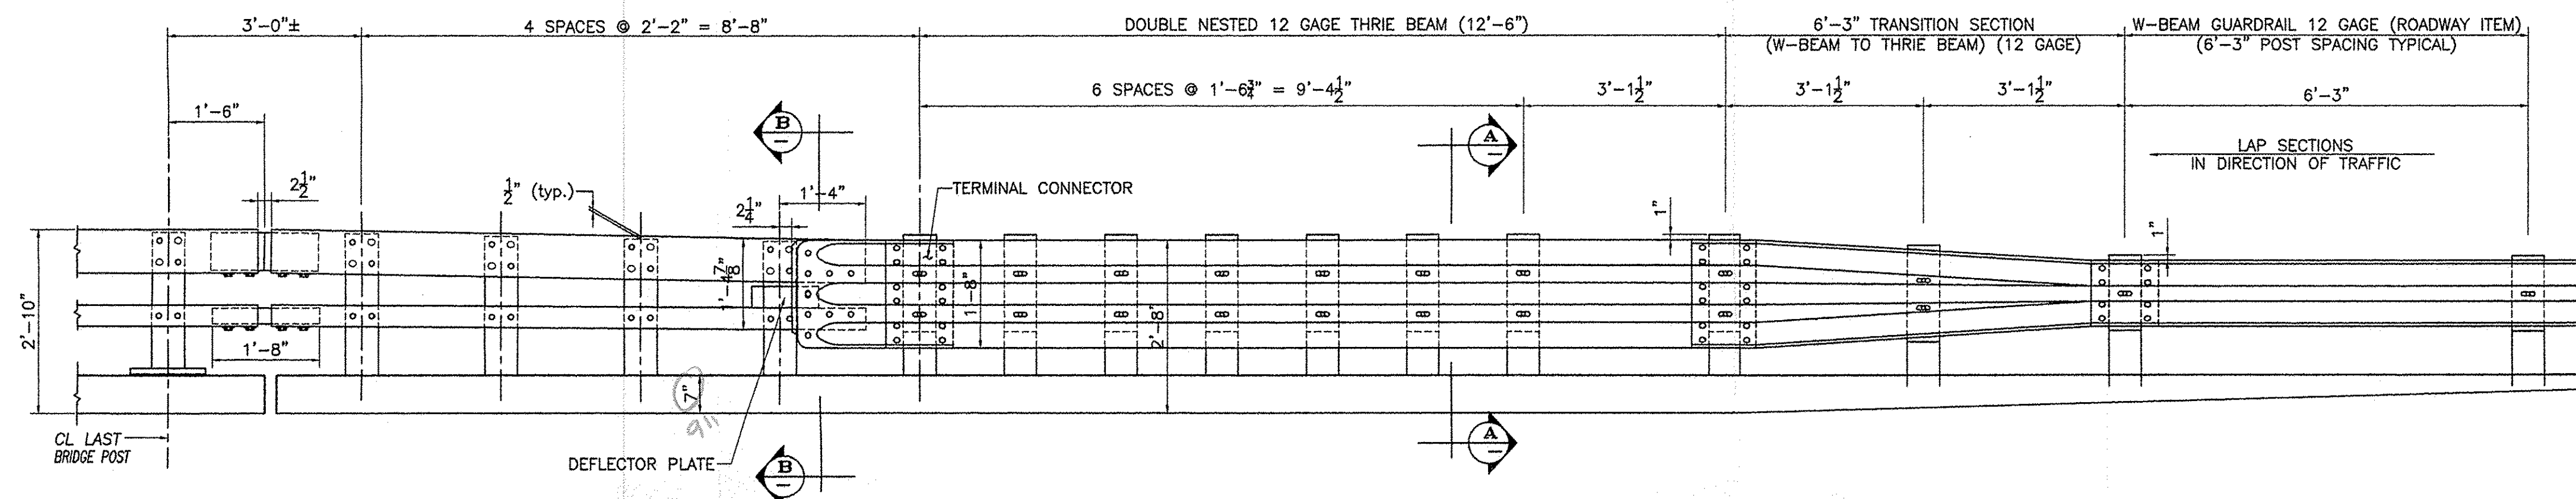 3'-0"±
4 SPACES @ 2'-2" = 8'-8"
DOUBLE NESTED 12 GAGE THRIE BEAM (12'-6")
6'-3" TRANSITION SECTION
(W-BEAM TO THRIE BEAM) (12 GAGE)
W-BEAM GUARDRAIL 12 GAGE (ROADWAY ITEM)
(6'-3" POST SPACING TYPICAL)
6 SPACES @ 1'-6¾" = 9'-4½"
3'-1½"
3'-1½"
3'-1½"
6'-3"
1'-6"
B
A
LAP SECTIONS
IN DIRECTION OF TRAFFIC
2½"
½" (typ.)
1'-4"
TERMINAL CONNECTOR
2¼"
1"
1"
1'-4⅞"
1'-8"
2'-10"
2'-8"
1'-8"
7"
9"
CL LAST
BRIDGE POST
DEFLECTOR PLATE
B
A